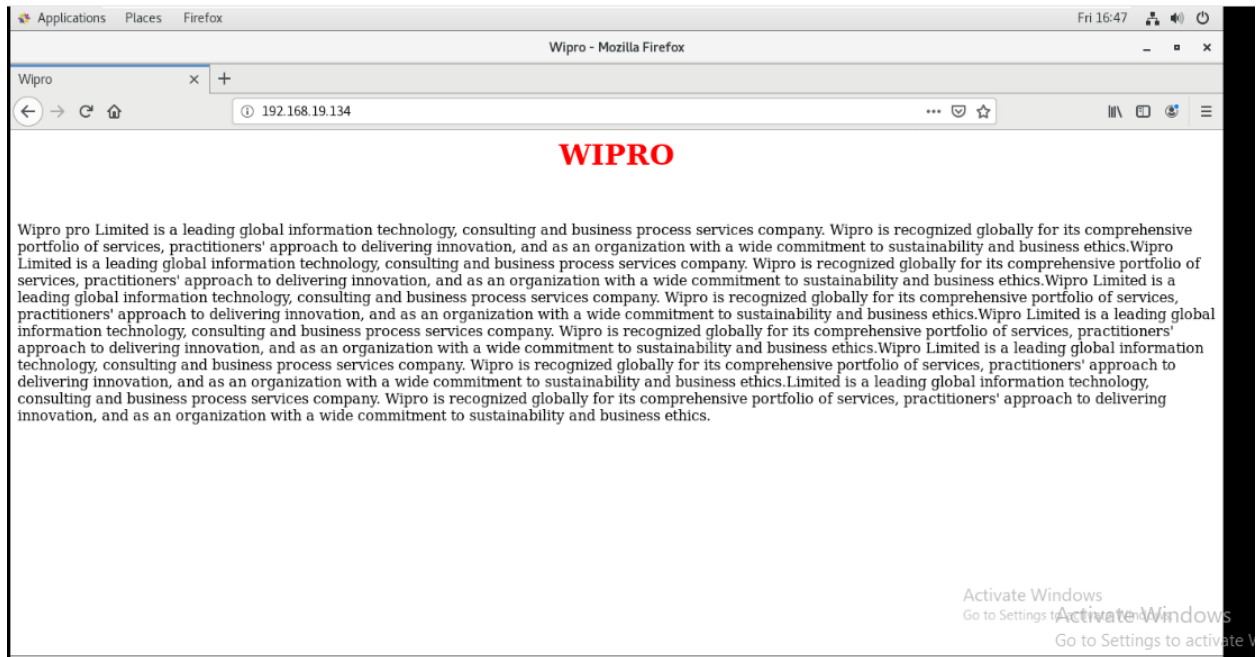 Applications Places Firefox Fri 16:47
Wipro - Mozilla Firefox
Wipro
192.168.19.134
WIPRO
Wipro pro Limited is a leading global information technology, consulting and business process services company. Wipro is recognized globally for its comprehensive
portfolio of services, practitioners' approach to delivering innovation, and as an organization with a wide commitment to sustainability and business ethics.Wipro
Limited is a leading global information technology, consulting and business process services company. Wipro is recognized globally for its comprehensive portfolio of
services, practitioners' approach to delivering innovation, and as an organization with a wide commitment to sustainability and business ethics.Wipro Limited is a
leading global information technology, consulting and business process services company. Wipro is recognized globally for its comprehensive portfolio of services,
practitioners' approach to delivering innovation, and as an organization with a wide commitment to sustainability and business ethics.Wipro Limited is a leading global
information technology, consulting and business process services company. Wipro is recognized globally for its comprehensive portfolio of services, practitioners'
approach to delivering innovation, and as an organization with a wide commitment to sustainability and business ethics.Wipro Limited is a leading global information
technology, consulting and business process services company. Wipro is recognized globally for its comprehensive portfolio of services, practitioners' approach to
delivering innovation, and as an organization with a wide commitment to sustainability and business ethics.Limited is a leading global information technology,
consulting and business process services company. Wipro is recognized globally for its comprehensive portfolio of services, practitioners' approach to delivering
innovation, and as an organization with a wide commitment to sustainability and business ethics.
Activate Windows
Go to Settings
Activate Windows
Go to Settings to activate